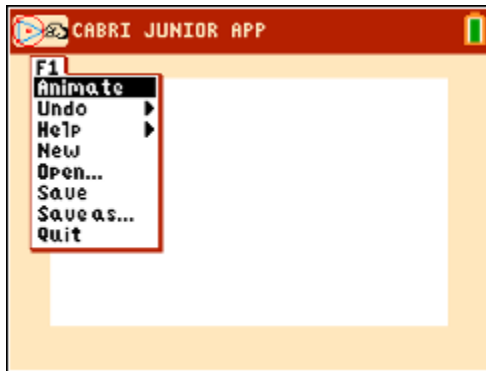 CABRI JUNIOR APP
F1
Animate
Undo
Help
New
Open...
Save
Save as...
Quit